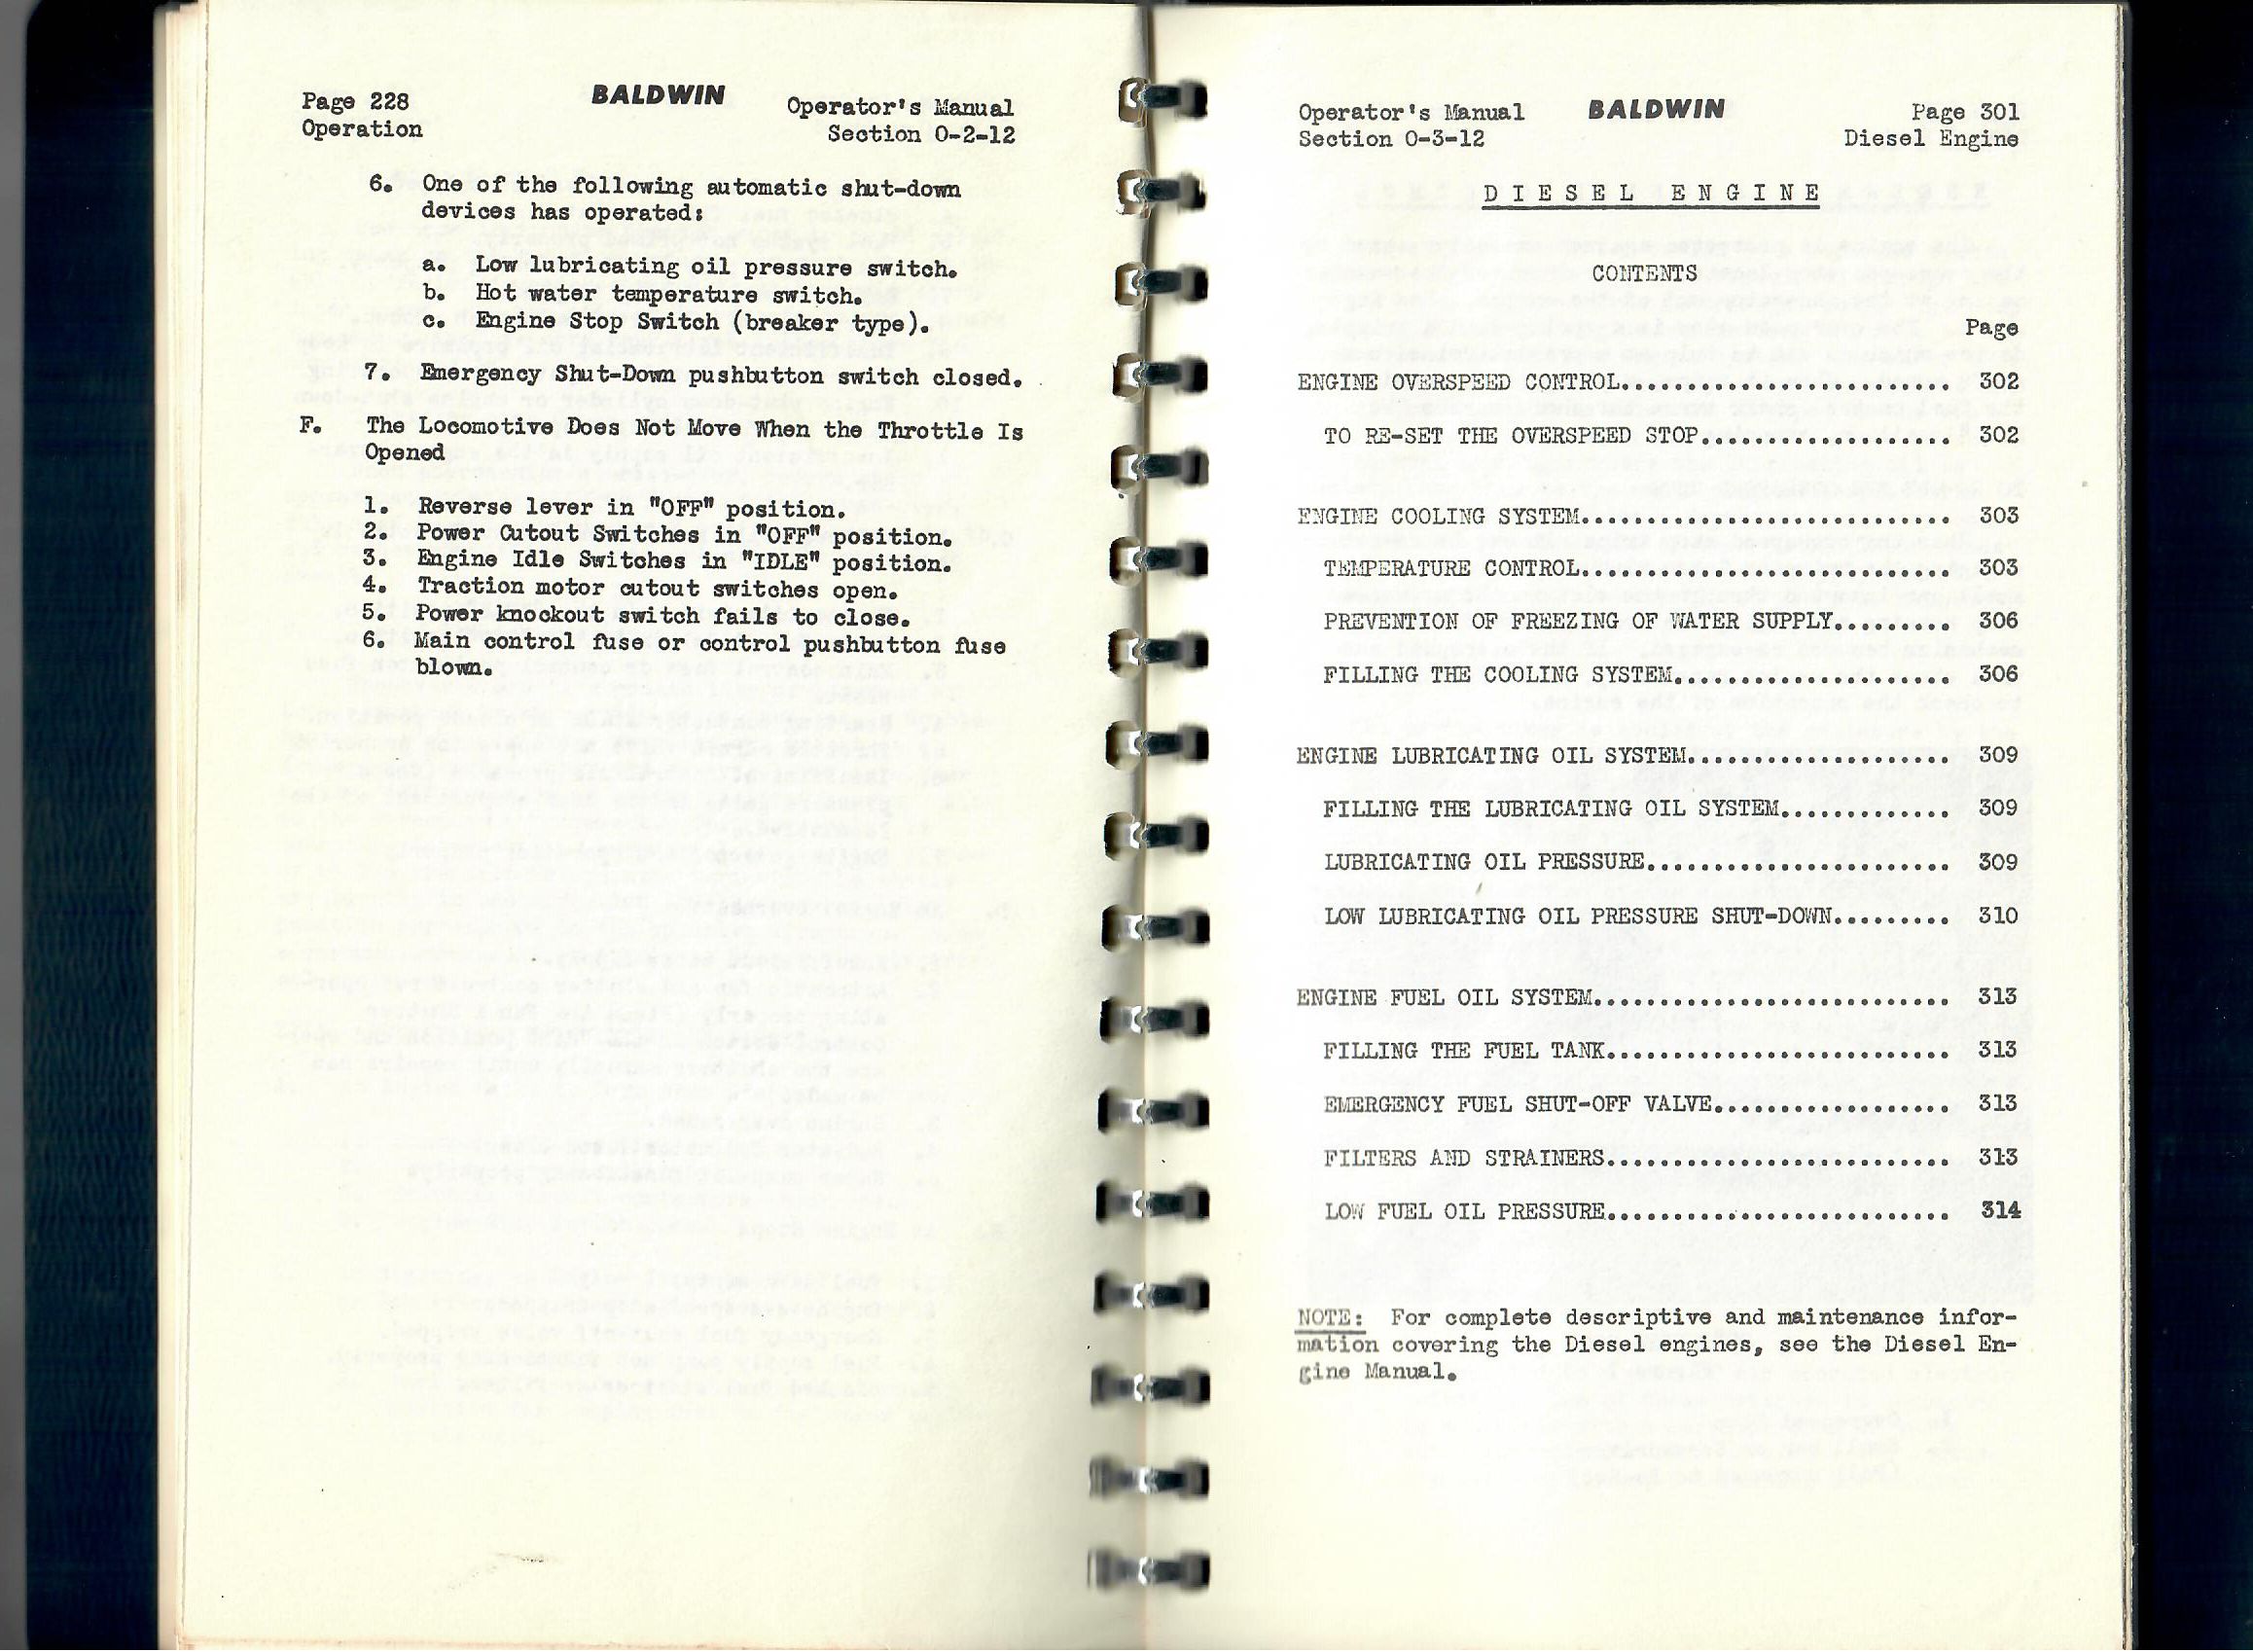 Page 228 BALDWIN Operator's Manual
Operation Section O-2-12
6. One of the following automatic shut-down
devices has operated:
a. Low lubricating oil pressure switch.
b. Hot water temperature switch.
c. Engine Stop Switch (breaker type).
7. Emergency Shut-Down pushbutton switch closed.
F. The Locomotive Does Not Move When the Throttle Is
Opened
1. Reverse lever in "OFF" position.
2. Power Cutout Switches in "OFF" position.
3. Engine Idle Switches in "IDLE" position.
4. Traction motor cutout switches open.
5. Power knockout switch fails to close.
6. Main control fuse or control pushbutton fuse
blown.
Operator's Manual BALDWIN Page 301
Section O-3-12 Diesel Engine
DIESEL ENGINE
CONTENTS
Page
ENGINE OVERSPEED CONTROL......................... 302
TO RE-SET THE OVERSPEED STOP................... 302
ENGINE COOLING SYSTEM............................ 303
TEMPERATURE CONTROL............................ 303
PREVENTION OF FREEZING OF WATER SUPPLY......... 306
FILLING THE COOLING SYSTEM..................... 306
ENGINE LUBRICATING OIL SYSTEM.................... 309
FILLING THE LUBRICATING OIL SYSTEM............. 309
LUBRICATING OIL PRESSURE....................... 309
LOW LUBRICATING OIL PRESSURE SHUT-DOWN......... 310
ENGINE FUEL OIL SYSTEM........................... 313
FILLING THE FUEL TANK.......................... 313
EMERGENCY FUEL SHUT-OFF VALVE.................. 313
FILTERS AND STRAINERS.......................... 313
LOW FUEL OIL PRESSURE.......................... 314
NOTE: For complete descriptive and maintenance infor-
mation covering the Diesel engines, see the Diesel En-
gine Manual.